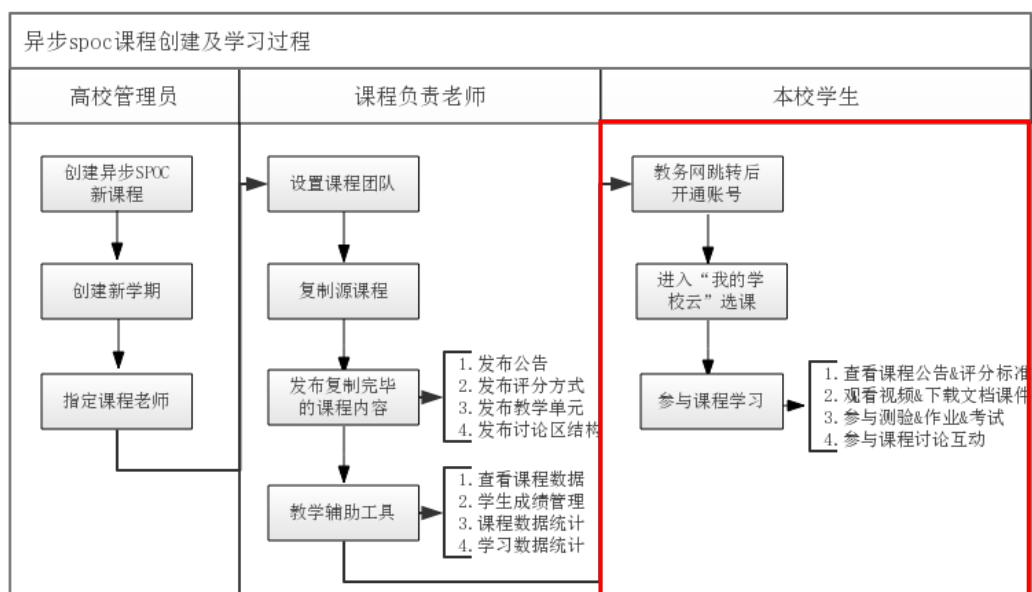 异步spoc课程创建及学习过程
高校管理员
课程负责老师
本校学生
创建异步SPOC
新课程
创建新学期
指定课程老师
设置课程团队
复制源课程
发布复制完毕
的课程内容
1. 发布公告
2. 发布评分方式
3. 发布教学单元
4. 发布讨论区结构
教学辅助工具
1. 查看课程数据
2. 学生成绩管理
3. 课程数据统计
4. 学习数据统计
教务网跳转后
开通账号
进入“我的学
校云”选课
参与课程学习
1. 查看课程公告&评分标准
2. 观看视频&下载文档课件
3. 参与测验&作业&考试
4. 参与课程讨论互动